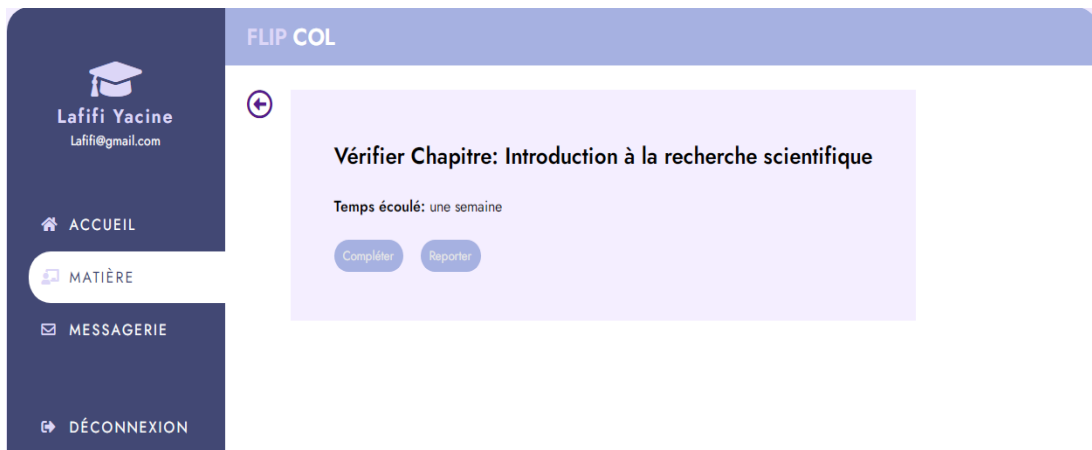 FLIP COL
Lafifi Yacine
Lafifi@gmail.com
ACCUEIL
MATIÈRE
MESSAGERIE
DÉCONNEXION
Vérifier Chapitre: Introduction à la recherche scientifique
Temps écoulé: une semaine
Compléter Reporter